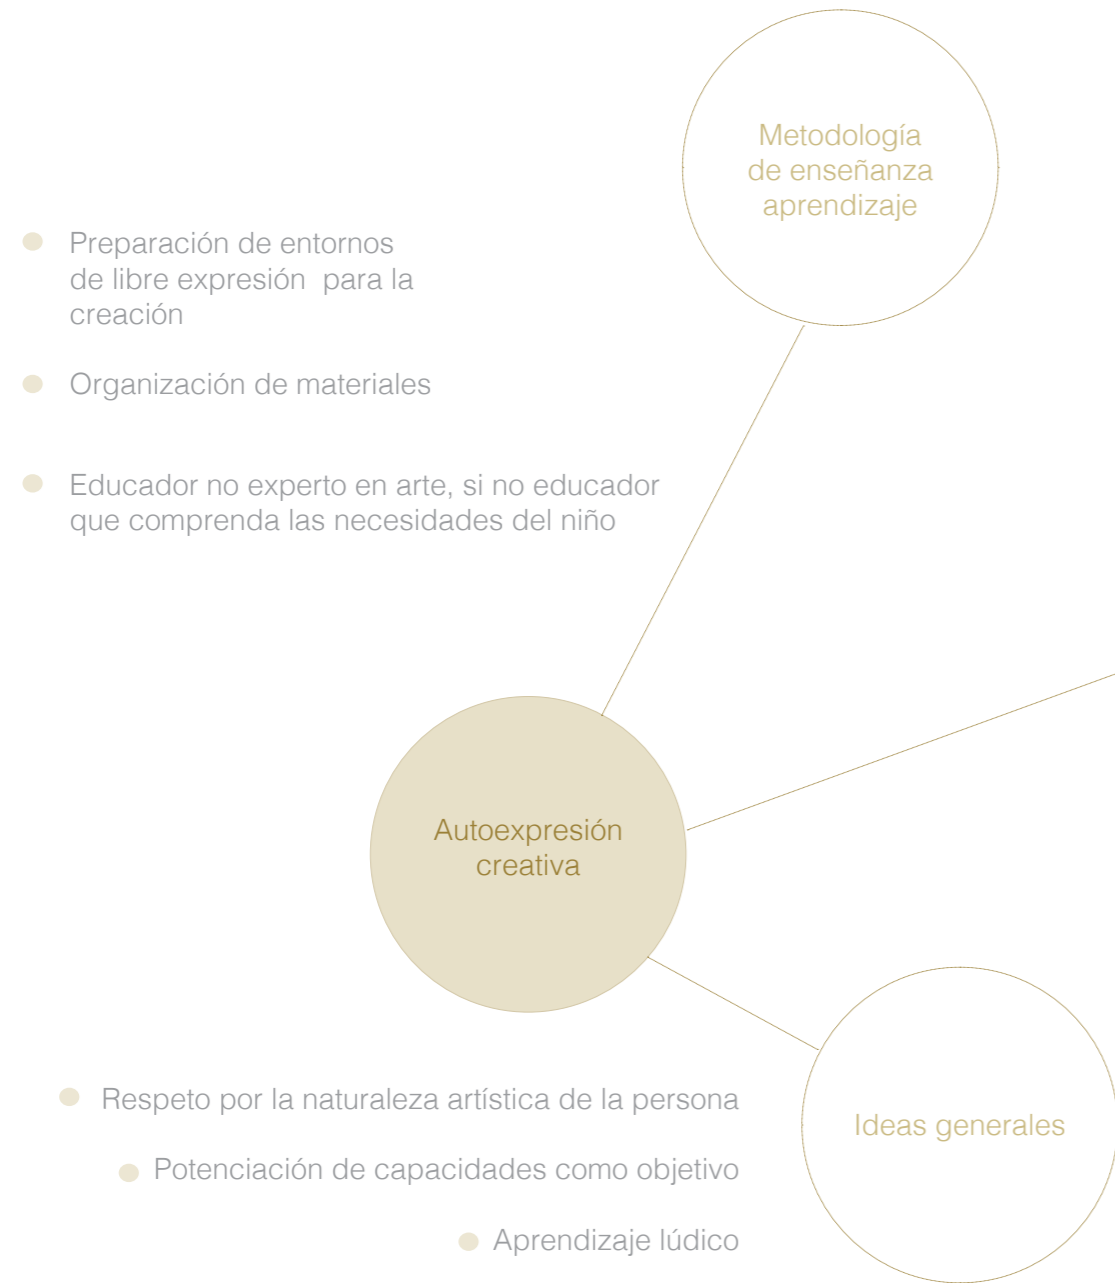 Metodología
de enseñanza
aprendizaje
Preparación de entornos
de libre expresión  para la
creación
Organización de materiales
Educador no experto en arte, si no educador
que comprenda las necesidades del niño
Autoexpresión
creativa
Respeto por la naturaleza artística de la persona
Ideas generales
Potenciación de capacidades como objetivo
Aprendizaje lúdico